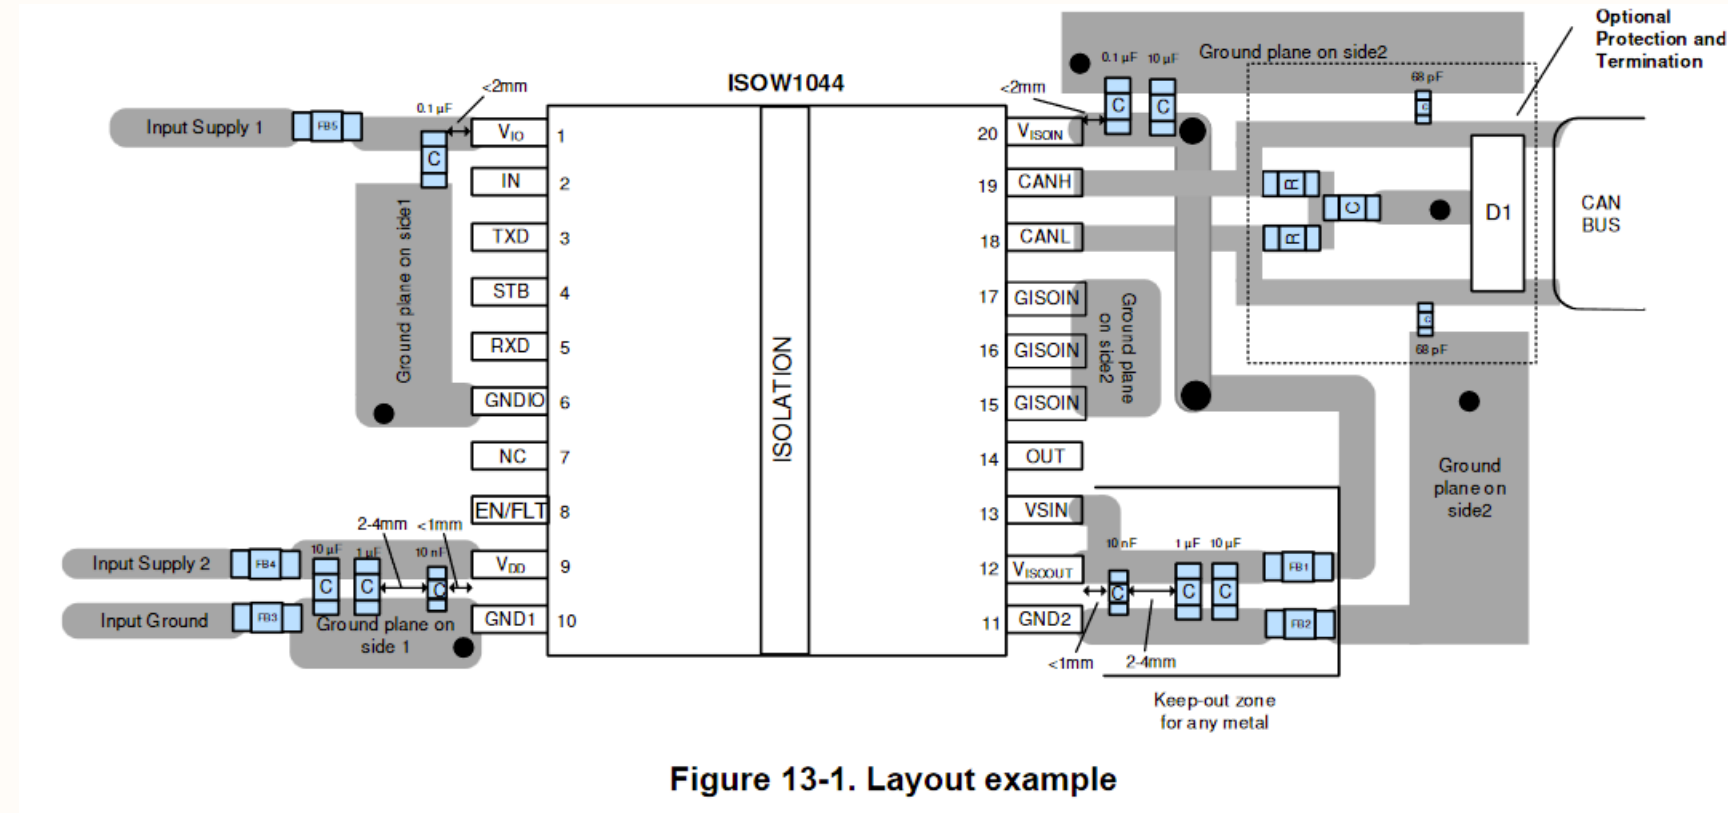 Optional
Protection and
Termination
Ground plane on side2
0.1 µF
10 µF
68 pF
ISOW1044
<2mm
<2mm
0.1 µF
Input Supply 1
FB5
C
C
C
C
VIO
1
20
VISOIN
IN
2
19
CANH
R
C
D1
CAN
BUS
TXD
3
18
CANL
R
Ground plane on side1
STB
4
17
GISOIN
Ground plane
on side2
C
68 pF
RXD
5
16
GISOIN
ISOLATION
GNDIO
6
15
GISOIN
NC
7
14
OUT
Ground
plane on
side2
EN/FLT
8
13
VSIN
2-4mm
<1mm
10 µF
1 µF
10 nF
10 nF
1 µF
10 µF
Input Supply 2
FB4
VDD
9
12
VISOOUT
FB1
C
C
C
C
C
C
Input Ground
FB3
Ground plane on
side 1
GND1
10
11
GND2
FB2
<1mm
2-4mm
Keep-out zone
for any metal
Figure 13-1. Layout example